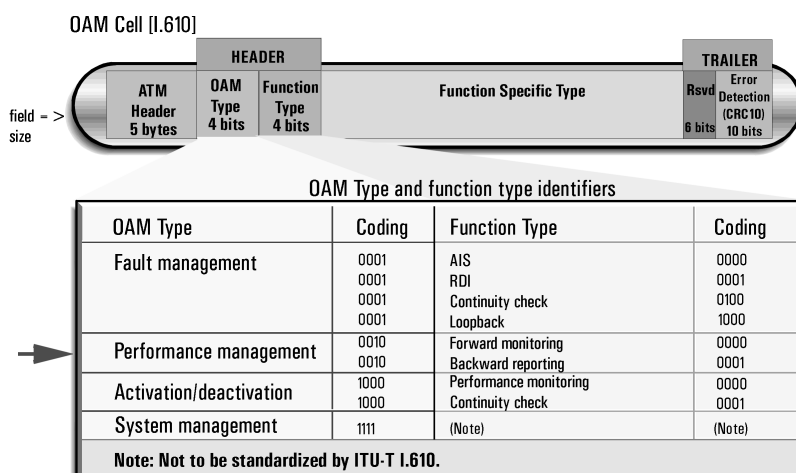 OAM Cell [I.610]
HEADER
TRAILER
field = >
size
ATM
Header
5 bytes
OAM
Type
4 bits
Function
Type
4 bits
Function Specific Type
Rsvd
6 bits
Error
Detection
(CRC10)
10 bits
OAM Type and function type identifiers
OAM Type Coding Function Type Coding
Fault management 0001 AIS 0000
0001 RDI 0001
0001 Continuity check 0100
0001 Loopback 1000
Performance management 0010 Forward monitoring 0000
0010 Backward reporting 0001
Activation/deactivation 1000 Performance monitoring 0000
1000 Continuity check 0001
System management 1111 (Note) (Note)
Note: Not to be standardized by ITU-T I.610.